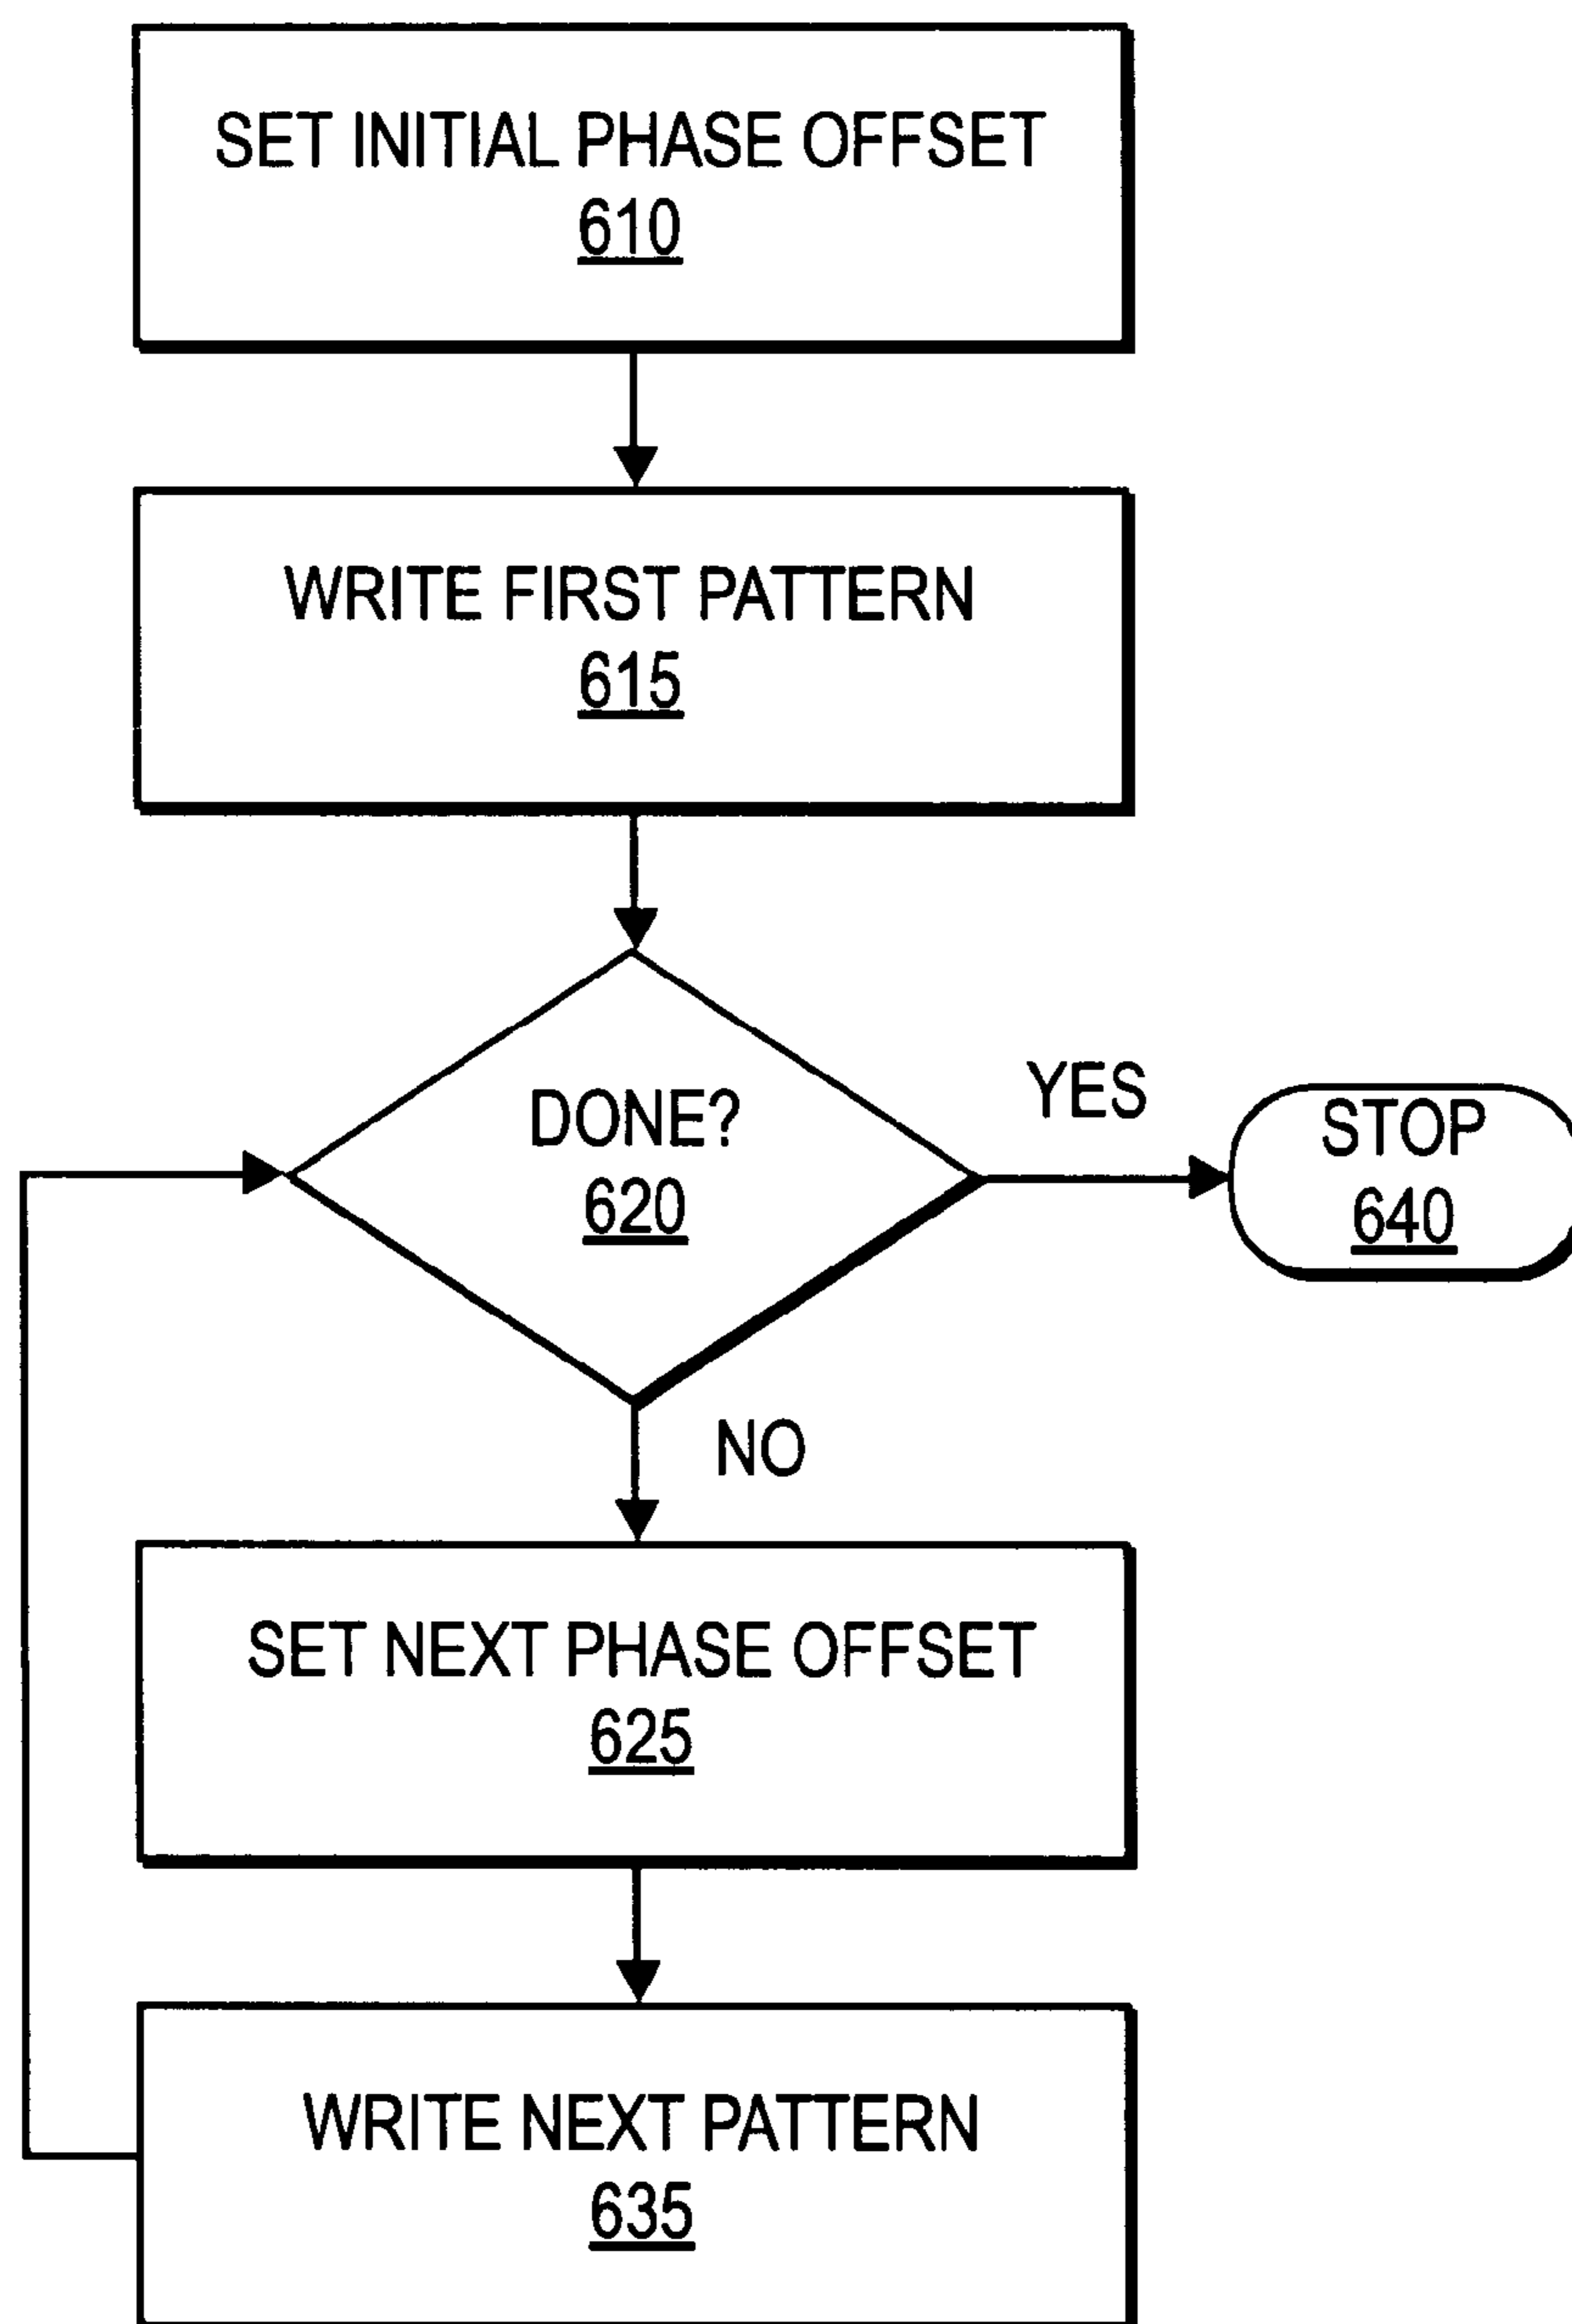 SET INITIAL PHASE OFFSET
610
WRITE FIRST PATTERN
615
DONE?
620
YES
STOP
640
NO
SET NEXT PHASE OFFSET
625
WRITE NEXT PATTERN
635